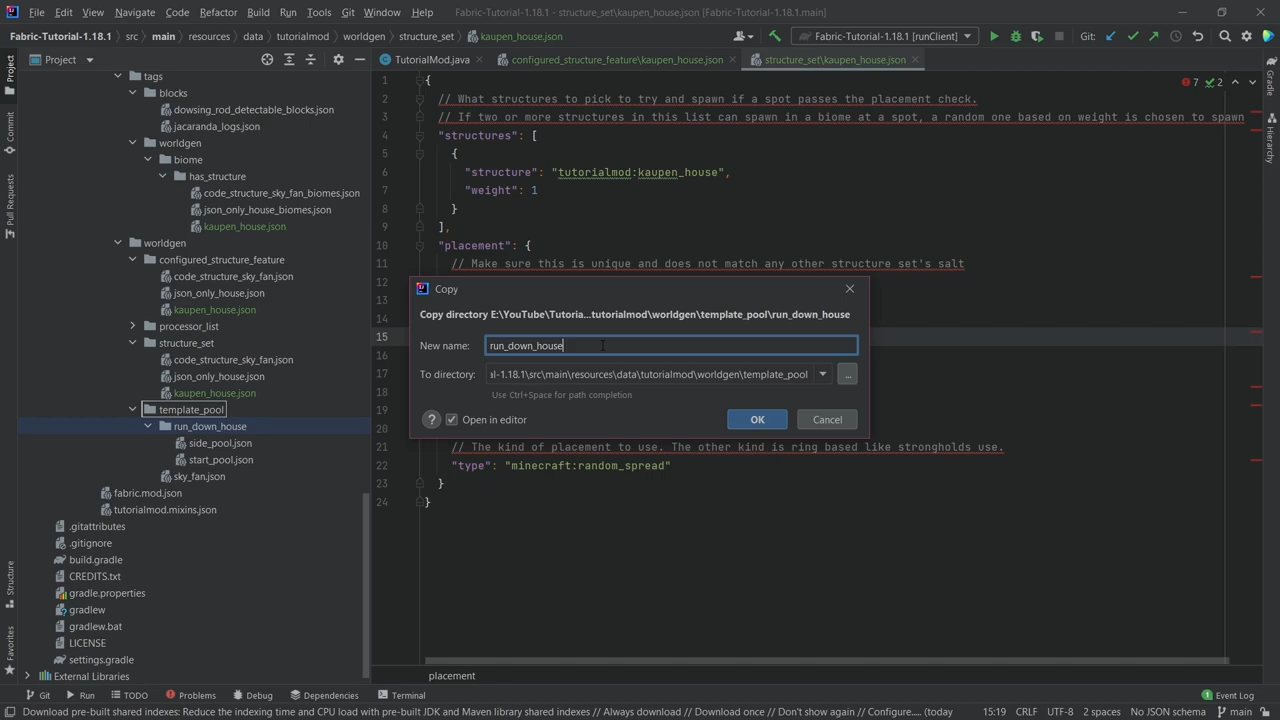 File Edit View Navigate Code Refactor Build Run Tools Git Window Help Fabric-Tutorial-1.18.1 - structure_set\kaupen_house.json [Fabric-Tutorial-1.18.1.main]
Fabric-Tutorial-1.18.1 src main resources data tutorialmod worldgen structure_set kaupen_house.json Fabric-Tutorial-1.18.1 [runClient] Git:
Project TutorialMod.java configured_structure_feature\kaupen_house.json structure_set\kaupen_house.json
Project
Commit
Pull Requests
Structure
Favorites
Gradle
Hierarchy
tags
blocks
dowsing_rod_detectable_blocks.json
jacaranda_logs.json
worldgen
biome
has_structure
code_structure_sky_fan_biomes.json
json_only_house_biomes.json
kaupen_house.json
worldgen
configured_structure_feature
code_structure_sky_fan.json
json_only_house.json
kaupen_house.json
processor_list
structure_set
code_structure_sky_fan.json
json_only_house.json
kaupen_house.json
template_pool
run_down_house
side_pool.json
start_pool.json
sky_fan.json
fabric.mod.json
tutorialmod.mixins.json
.gitattributes
.gitignore
build.gradle
CREDITS.txt
gradle.properties
gradlew
gradlew.bat
LICENSE
settings.gradle
External Libraries
7 2
1 {
2 // What structures to pick to try and spawn if a spot passes the placement check.
3 // If two or more structures in this list can spawn in a biome at a spot, a random one based on weight is chosen to spawn
4 "structures": [
5 {
6 "structure": "tutorialmod:kaupen_house",
7 "weight": 1
8 }
9 ],
10 "placement": {
11 // Make sure this is unique and does not match any other structure set's salt
12
13
14
15
16
17
18
19
20
21 // The kind of placement to use. The other kind is ring based like strongholds use.
22 "type": "minecraft:random_spread"
23 }
24 }
Copy
Copy directory E:\YouTube\Tutoria...tutorialmod\worldgen\template_pool\run_down_house
New name: run_down_house
To directory: al-1.18.1\src\main\resources\data\tutorialmod\worldgen\template_pool ...
Use Ctrl+Space for path completion
? Open in editor OK Cancel
placement
Git Run TODO Problems Debug Dependencies Terminal Event Log
Download pre-built shared indexes: Reduce the indexing time and CPU load with pre-built JDK and Maven library shared indexes // Always download // Download once // Don't show again // Configure.... (today 15:19 CRLF UTF-8 2 spaces No JSON schema main